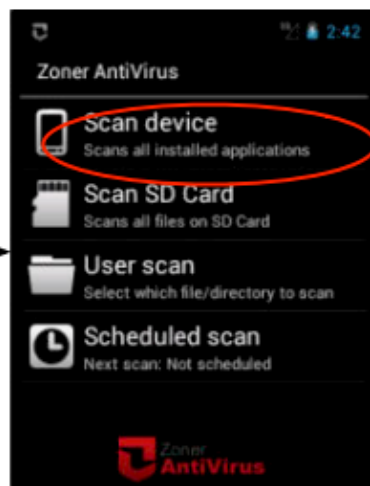 2:42
Zoner AntiVirus
Scan device
Scans all installed applications
Scan SD Card
Scans all files on SD Card
User scan
Select which file/directory to scan
Scheduled scan
Next scan: Not scheduled
Zoner
AntiVirus